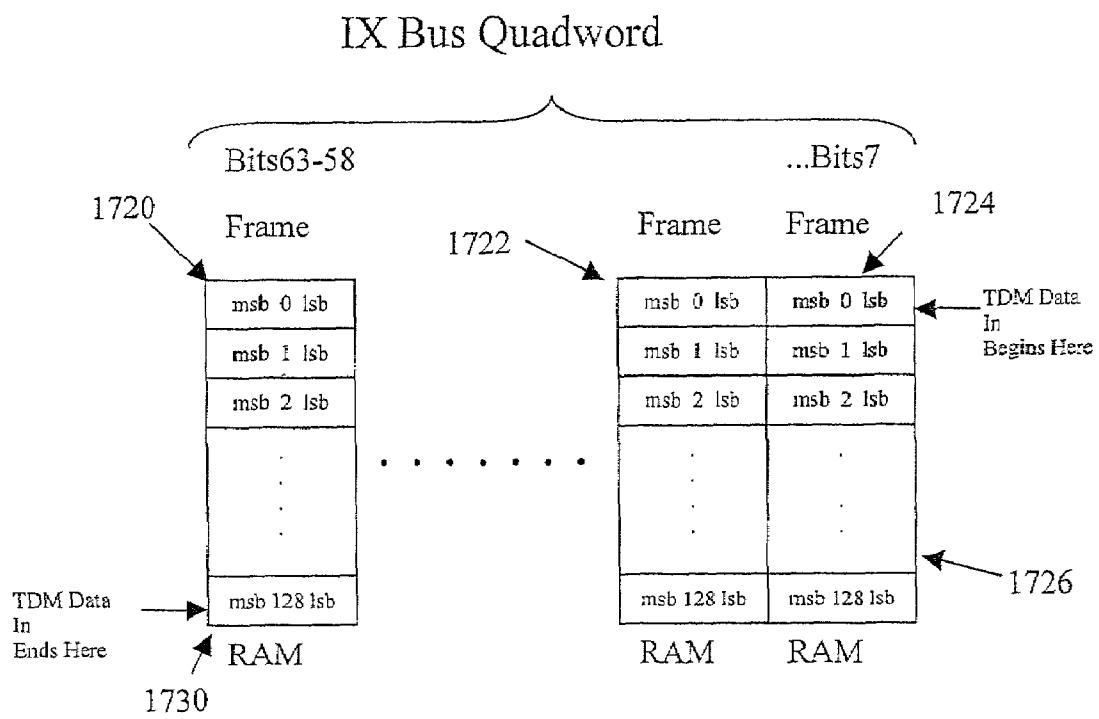 IX Bus Quadword
Bits63-58
...Bits7
1720
Frame
1722
Frame
Frame
1724
msb 0 lsb
msb 0 lsb
msb 0 lsb
TDM Data
In
Begins Here
msb 1 lsb
msb 1 lsb
msb 1 lsb
msb 2 lsb
msb 2 lsb
msb 2 lsb
1726
TDM Data
In
Ends Here
msb 128 lsb
msb 128 lsb
msb 128 lsb
RAM
RAM
RAM
1730